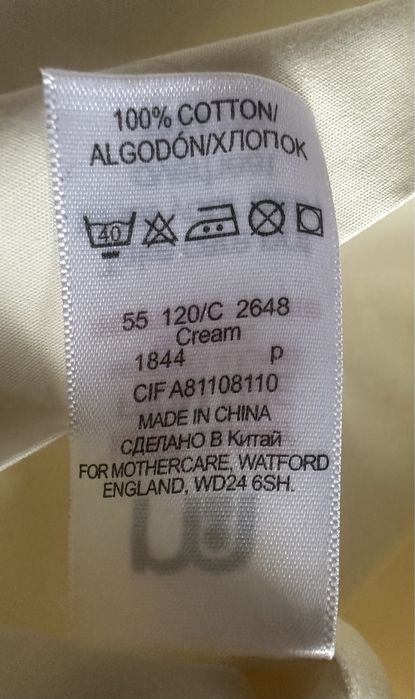 100% COTTON/
ALGODÓN/ХЛОПОК
40
55 120/C 2648
Cream
1844 p
CIF A81108110
MADE IN CHINA
СДЕЛАНО В Китай
FOR MOTHERCARE, WATFORD
ENGLAND, WD24 6SH.